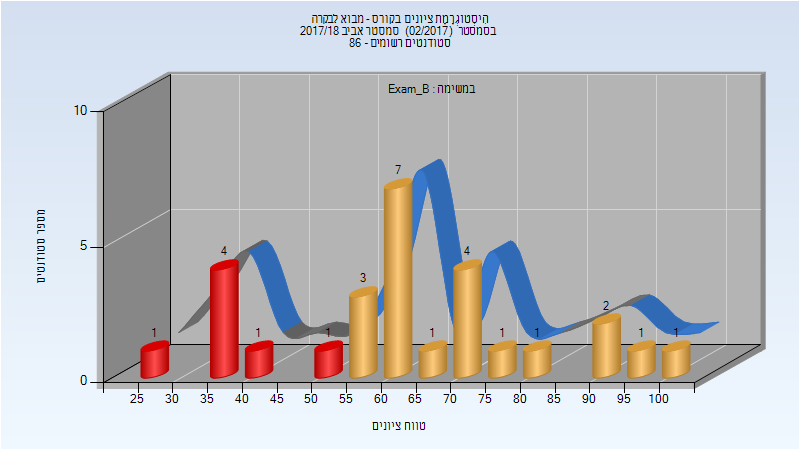 היסטוגרמת ציונים בקורס - מבוא לבקרה
בסמסטר (02/2017) סמסטר אביב 2017/18
סטודנטים רשומים - 86
במשימה : Exam_B
מספר סטודנטים
10
5
0
1 4 1 1 3 7 1 4 1 1 2 1 1
25 30 35 40 45 50 55 60 65 70 75 80 85 90 95 100
טווח ציונים